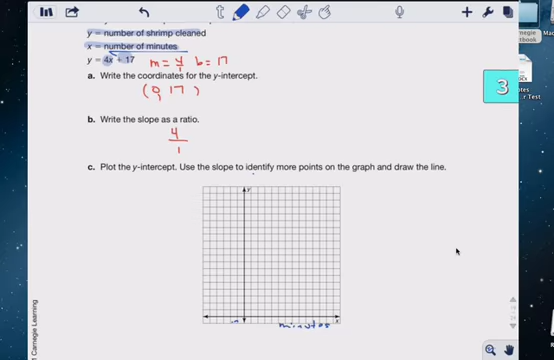 y = number of shrimp cleaned
x = number of minutes
y = 4x + 17 m = 4/1 b = 17
a. Write the coordinates for the y-intercept.
(0, 17 )
b. Write the slope as a ratio.
4
1
c. Plot the y-intercept. Use the slope to identify more points on the graph and draw the line.
y
minutes
x
3
Carnegie Learning